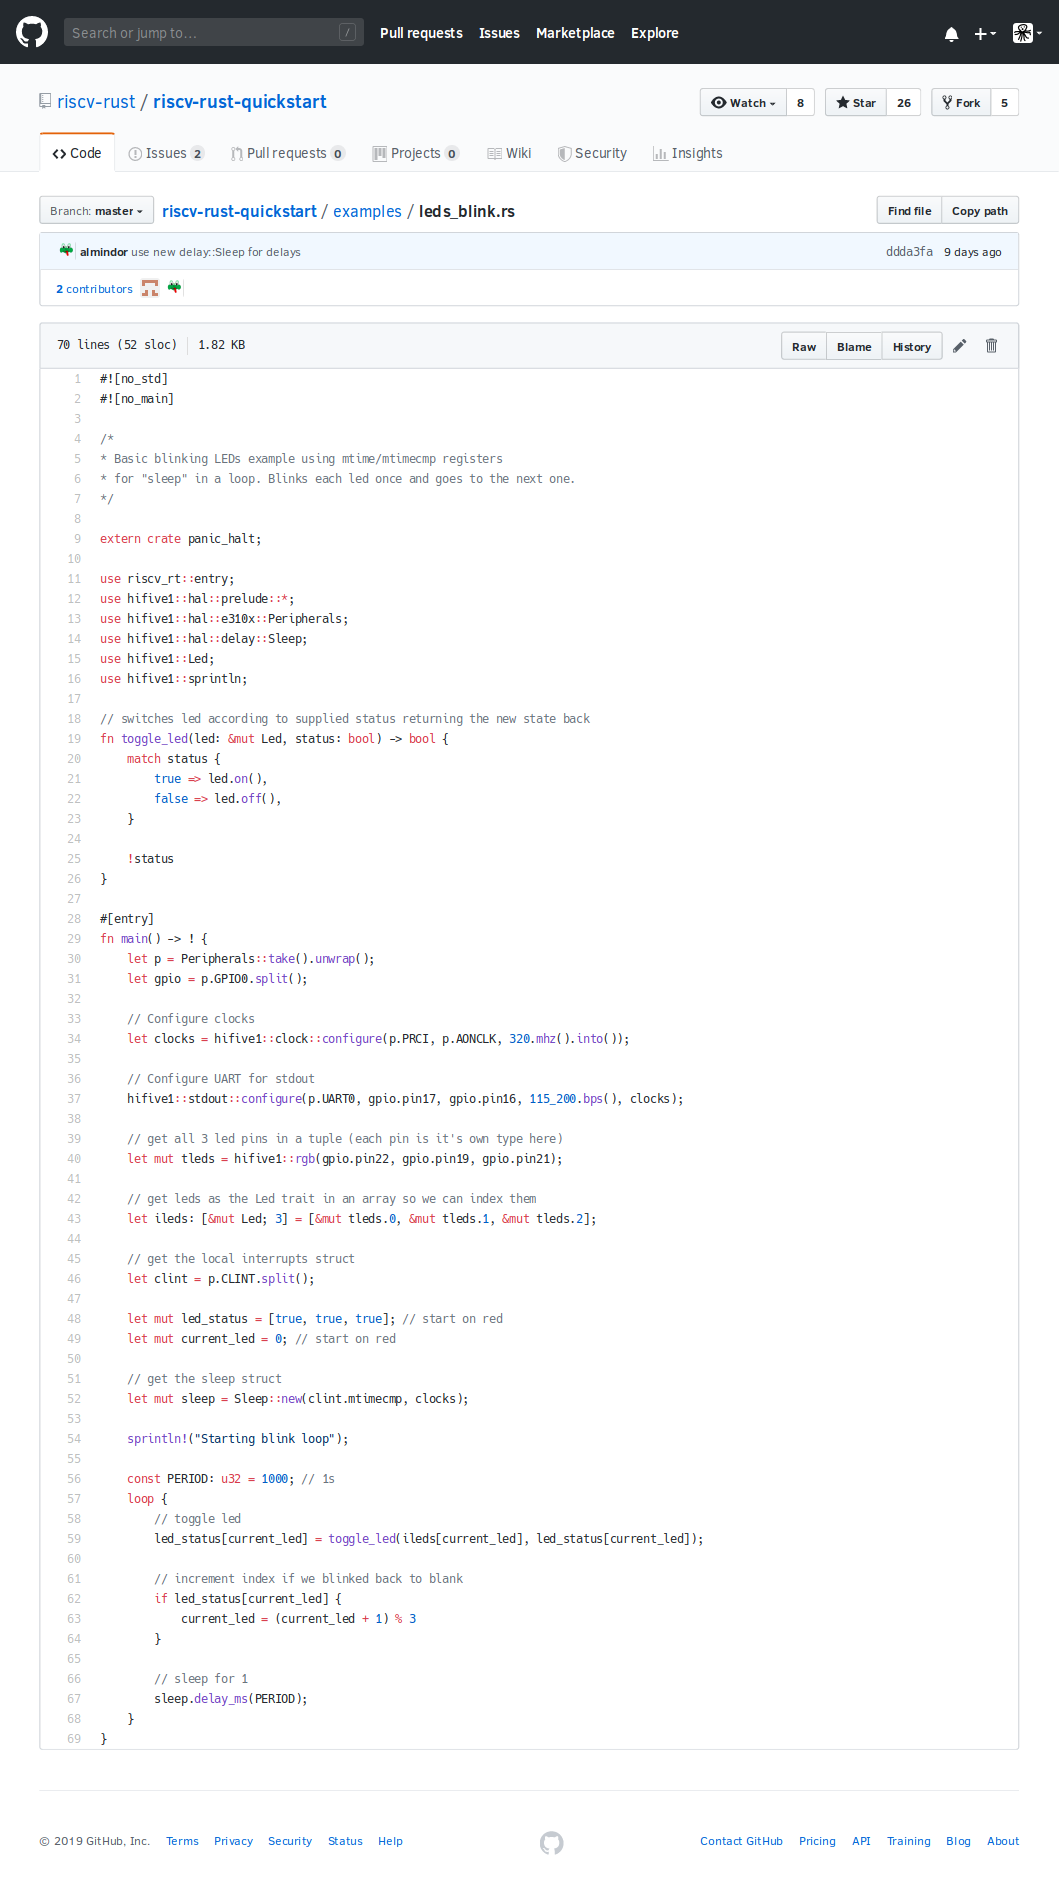 Search or jump to... /
Pull requests Issues Marketplace Explore
riscv-rust / riscv-rust-quickstart
Watch 8 Star 26 Fork 5
Code Issues 2 Pull requests 0 Projects 0 Wiki Security Insights
Branch: master riscv-rust-quickstart / examples / leds_blink.rs Find file Copy path
almindor use new delay::Sleep for delays ddda3fa 9 days ago
2 contributors
70 lines (52 sloc) 1.82 KB Raw Blame History
1 #![no_std]
2 #![no_main]
3
4 /*
5 * Basic blinking LEDs example using mtime/mtimecmp registers
6 * for "sleep" in a loop. Blinks each led once and goes to the next one.
7 */
8
9 extern crate panic_halt;
10
11 use riscv_rt::entry;
12 use hifive1::hal::prelude::*;
13 use hifive1::hal::e310x::Peripherals;
14 use hifive1::hal::delay::Sleep;
15 use hifive1::Led;
16 use hifive1::sprintln;
17
18 // switches led according to supplied status returning the new state back
19 fn toggle_led(led: &mut Led, status: bool) -> bool {
20     match status {
21         true => led.on(),
22         false => led.off(),
23     }
24
25     !status
26 }
27
28 #[entry]
29 fn main() -> ! {
30     let p = Peripherals::take().unwrap();
31     let gpio = p.GPIO0.split();
32
33     // Configure clocks
34     let clocks = hifive1::clock::configure(p.PRCI, p.AONCLK, 320.mhz().into());
35
36     // Configure UART for stdout
37     hifive1::stdout::configure(p.UART0, gpio.pin17, gpio.pin16, 115_200.bps(), clocks);
38
39     // get all 3 led pins in a tuple (each pin is it's own type here)
40     let mut tleds = hifive1::rgb(gpio.pin22, gpio.pin19, gpio.pin21);
41
42     // get leds as the Led trait in an array so we can index them
43     let ileds: [&mut Led; 3] = [&mut tleds.0, &mut tleds.1, &mut tleds.2];
44
45     // get the local interrupts struct
46     let clint = p.CLINT.split();
47
48     let mut led_status = [true, true, true]; // start on red
49     let mut current_led = 0; // start on red
50
51     // get the sleep struct
52     let mut sleep = Sleep::new(clint.mtimecmp, clocks);
53
54     sprintln!("Starting blink loop");
55
56     const PERIOD: u32 = 1000; // 1s
57     loop {
58         // toggle led
59         led_status[current_led] = toggle_led(ileds[current_led], led_status[current_led]);
60
61         // increment index if we blinked back to blank
62         if led_status[current_led] {
63             current_led = (current_led + 1) % 3
64         }
65
66         // sleep for 1
67         sleep.delay_ms(PERIOD);
68     }
69 }
© 2019 GitHub, Inc. Terms Privacy Security Status Help Contact GitHub Pricing API Training Blog About